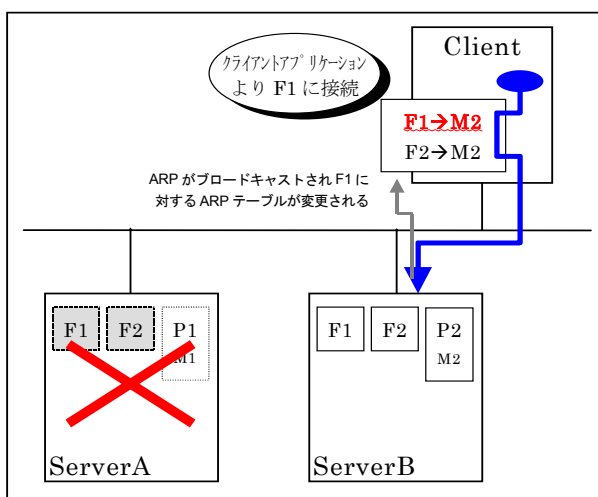 クライアントアプリケーション
より F1 に接続
Client
F1→M2
F2→M2
ARP がブロードキャストされ F1 に
対する ARP テーブルが変更される
F1
F2
P1
M1
ServerA
F1
F2
P2
M2
ServerB